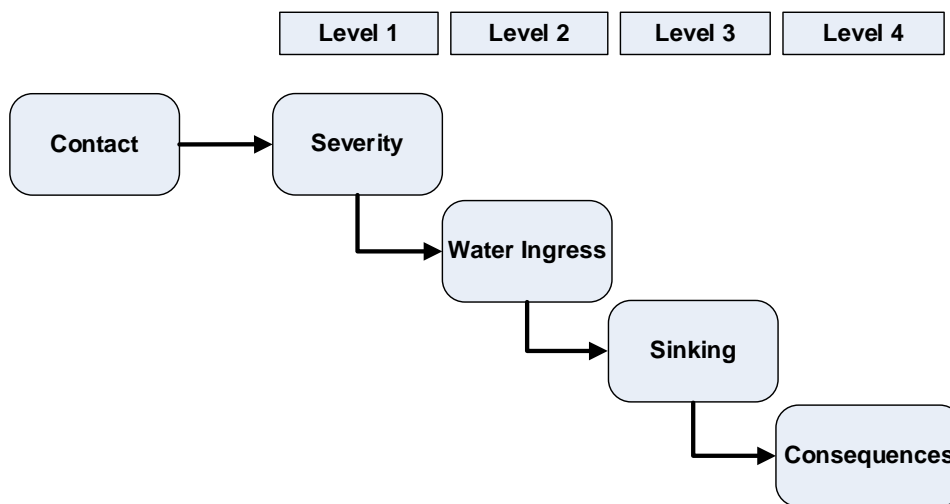 Level 1
Level 2
Level 3
Level 4
Contact
Severity
Water Ingress
Sinking
Consequences